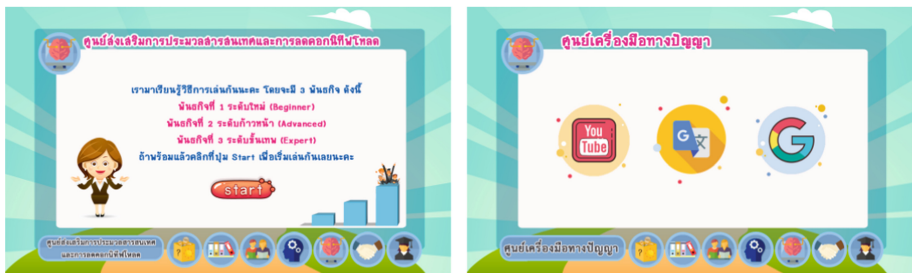 ศูนย์ส่งเสริมการประมวลสารสนเทศและการลดคอกนิทีฟโหลด
เรามาเรียนรู้วิธีการเล่นกันนะคะ โดยจะมี 3 พันธกิจ ดังนี้
พันธกิจที่ 1 ระดับใหม่ (Beginner)
พันธกิจที่ 2 ระดับก้าวหน้า (Advanced)
พันธกิจที่ 3 ระดับชั้นเทพ (Expert)
ถ้าพร้อมแล้วคลิกที่ปุ่ม Start เพื่อเริ่มเล่นกันเลยนะคะ
start
ศูนย์ส่งเสริมการประมวลสารสนเทศ
และการลดคอกนิทีฟโหลด
ศูนย์เครื่องมือทางปัญญา
You
Tube
G
G
ศูนย์เครื่องมือทางปัญญา